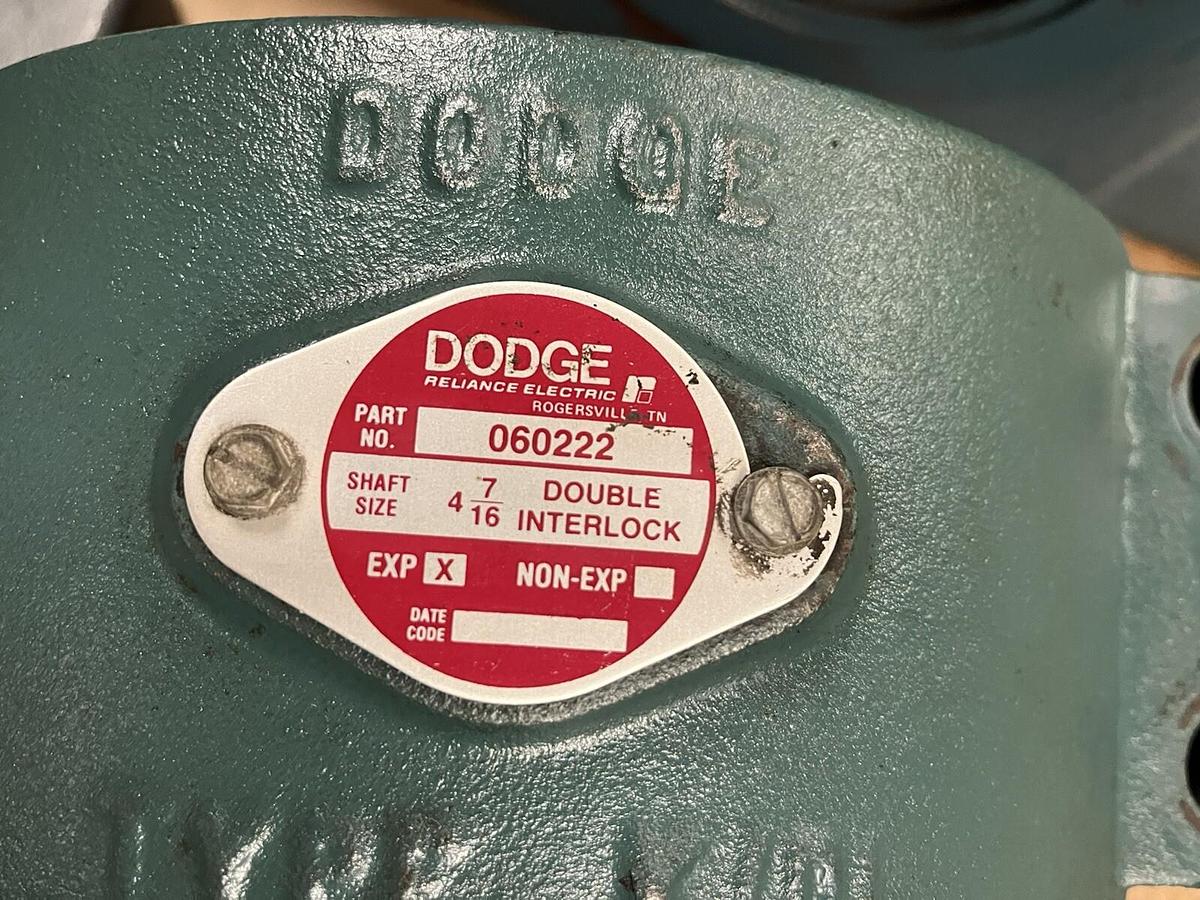 DODGE
DODGE
RELIANCE ELECTRIC
ROGERSVILLE TN
PART NO. 060222
SHAFT SIZE 4 7/16 DOUBLE INTERLOCK
EXP X NON-EXP
DATE CODE